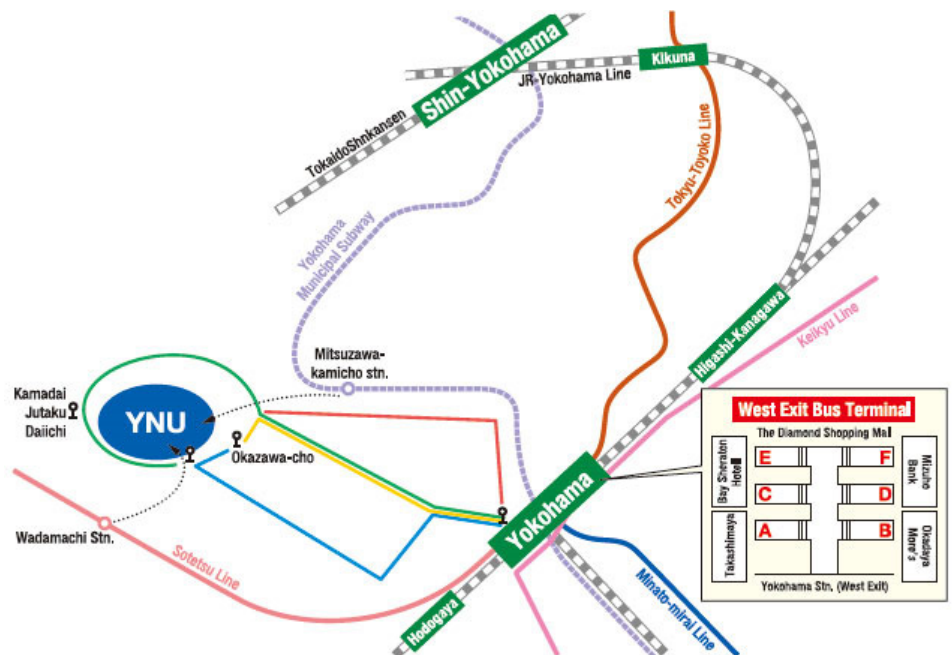 Shin-Yokohama
Kikuna
JR-Yokohama Line
TokaidoShnkansen
Tokyu-Toyoko Line
Yokohama
Municipal Subway
Higashi-Kanagawa
Keikyu Line
Mitsuzawa-
kamicho stn.
Kamadai
Jutaku
Daiichi
YNU
Okazawa-cho
Wadamachi Stn.
Sotetsu Line
Yokohama
Hodogaya
Minato-mirai Line
West Exit Bus Terminal
The Diamond Shopping Mall
Bay Sheraton
Hotel
E
F
Mizuho
Bank
C
D
Takashimaya
A
B
Okadaya
More's
Yokohama Stn, (West Exit)